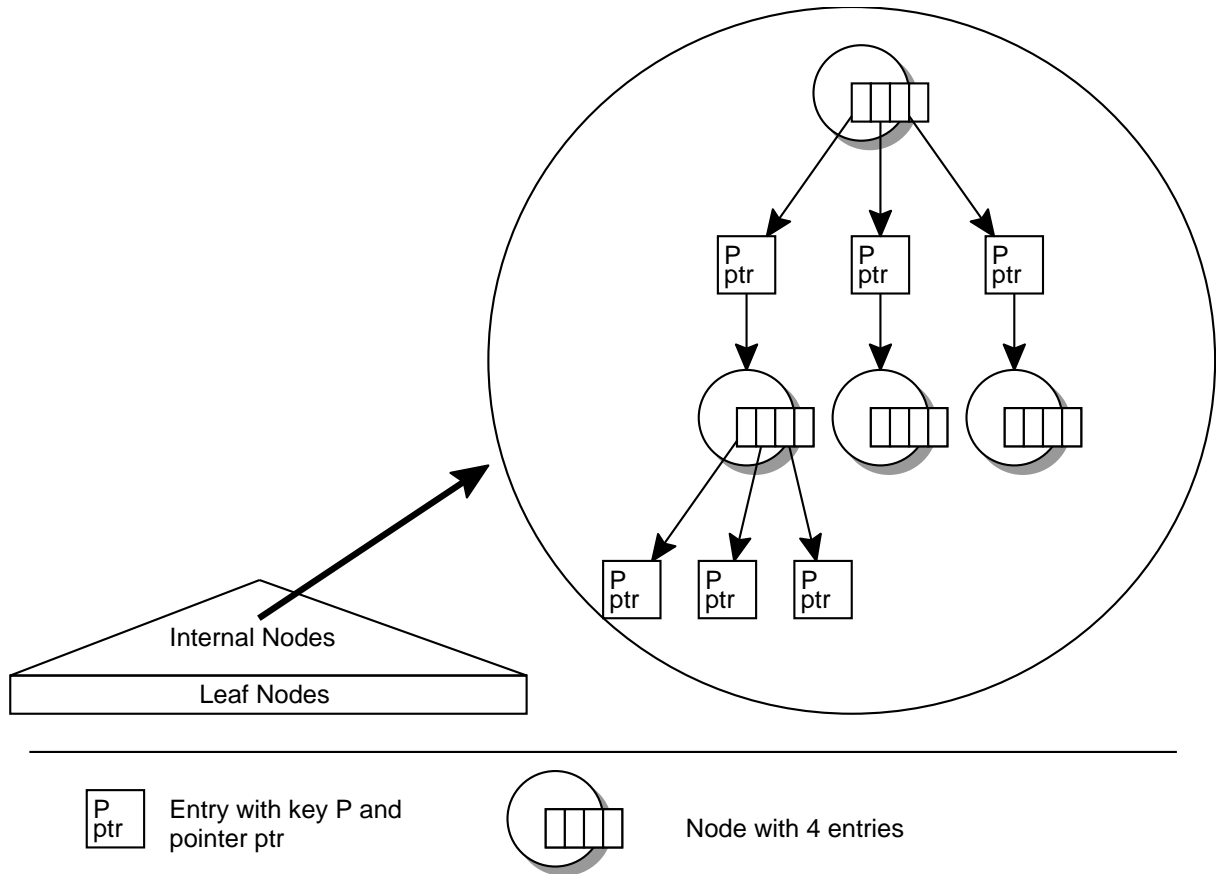 P
ptr
P
ptr
P
ptr
P
ptr
P
ptr
P
ptr
Internal Nodes
Leaf Nodes
P
ptr
Entry with key P and
pointer ptr
Node with 4 entries